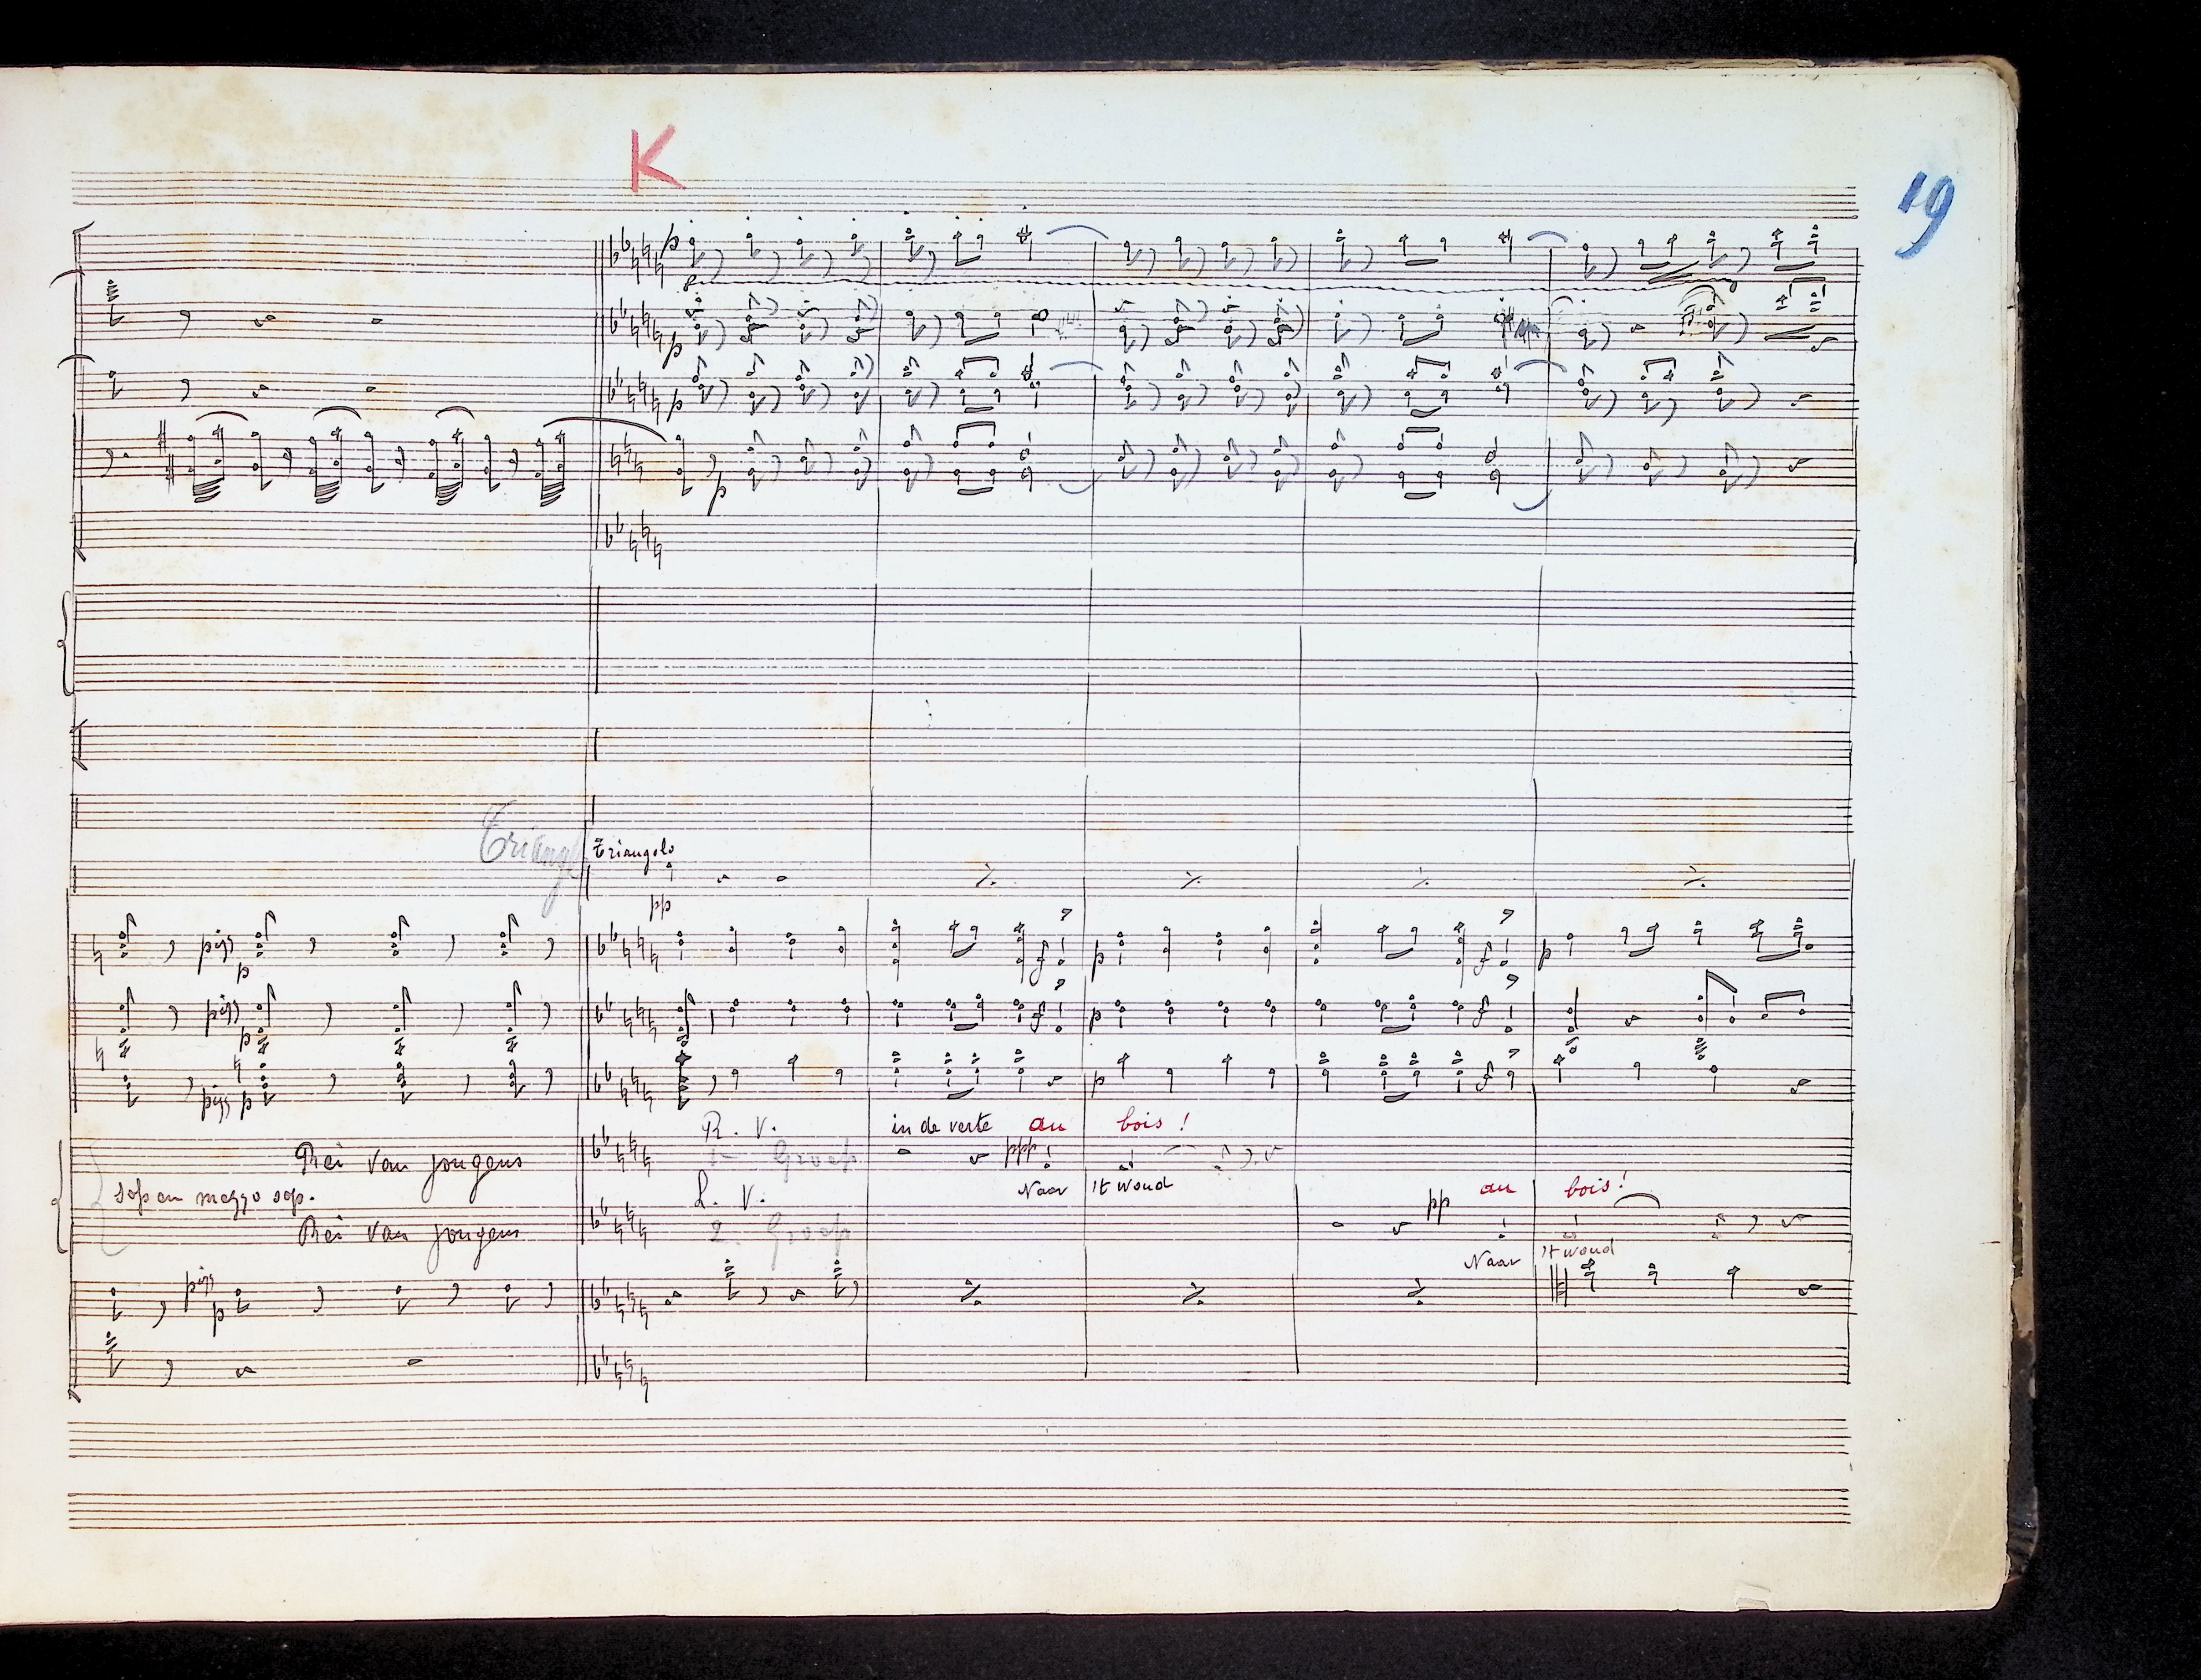 K
19
p
p
p
p
Triangel
Triangolo
pp
pizz
p
f
p
f
p
pizz
p
f
p
f
pizz p
p
f
R. V.
in de verte au bois !
Rei van jongens
1e Groep
ppp
sop en mezzo sop.
L. V.
Naar 't woud
pp
au bois !
Rei van jongens
2. Groep
Naar 't woud
pizz
p